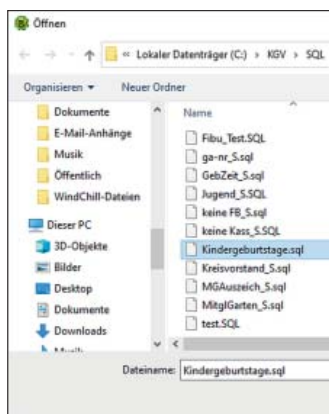 Öffnen
« Lokaler Datenträger (C:) › KGV › SQL
Organisieren Neuer Ordner
Dokumente
E-Mail-Anhänge
Musik
Öffentlich
WindChill-Dateien
Dieser PC
3D-Objekte
Bilder
Desktop
Dokumente
Downloads
Musik
Name
Fibu_Test.SQL
ga-nr_S.sql
GebZeit_S.sql
Jugend_S.SQL
keine FB_S.sql
keine Kass_S.SQL
Kindergeburtstage.sql
Kreisvorstand_S.sql
MGAuszeich_S.sql
MitglGarten_S.sql
test.SQL
Dateiname: Kindergeburtstage.sql